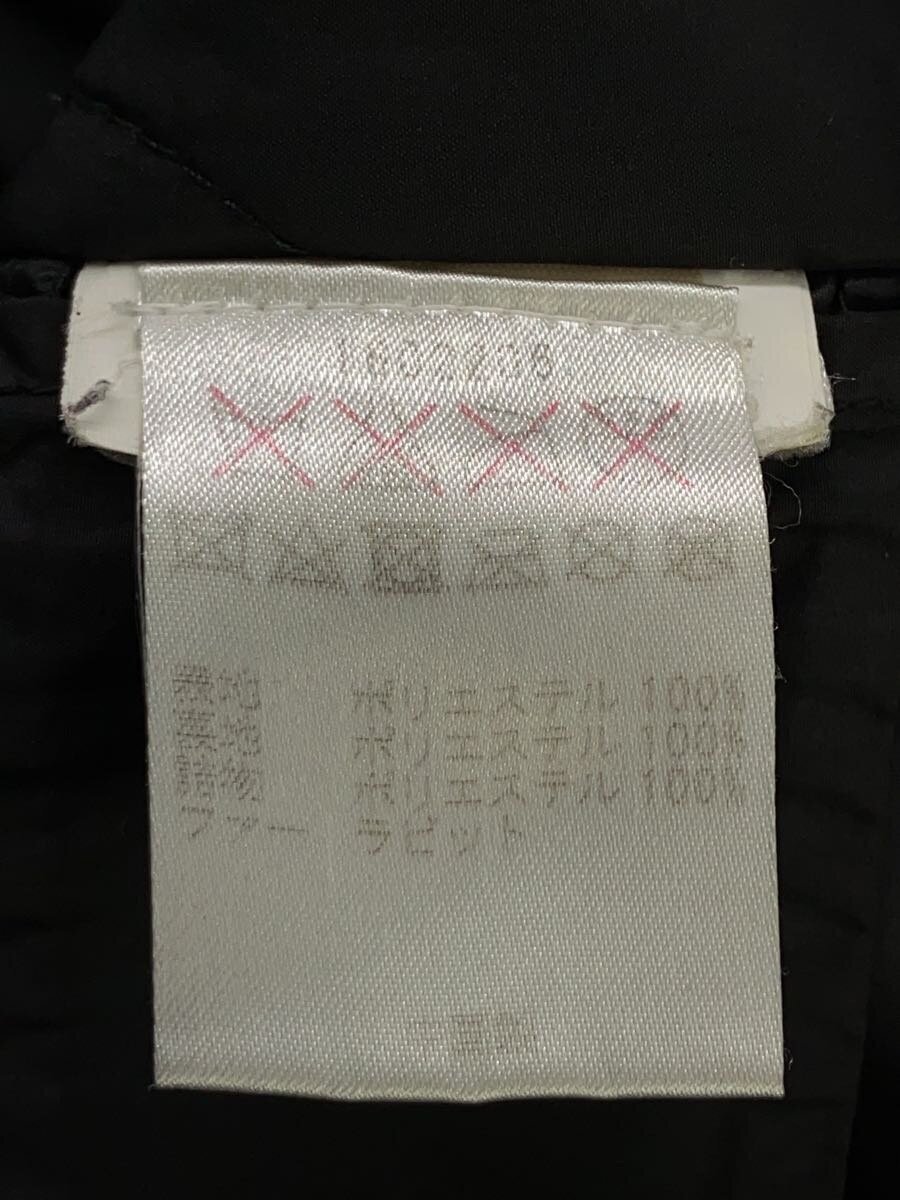 表地 ポリエステル 100%
裏地 ポリエステル 100%
詰物 ポリエステル 100%
ファー ラビット